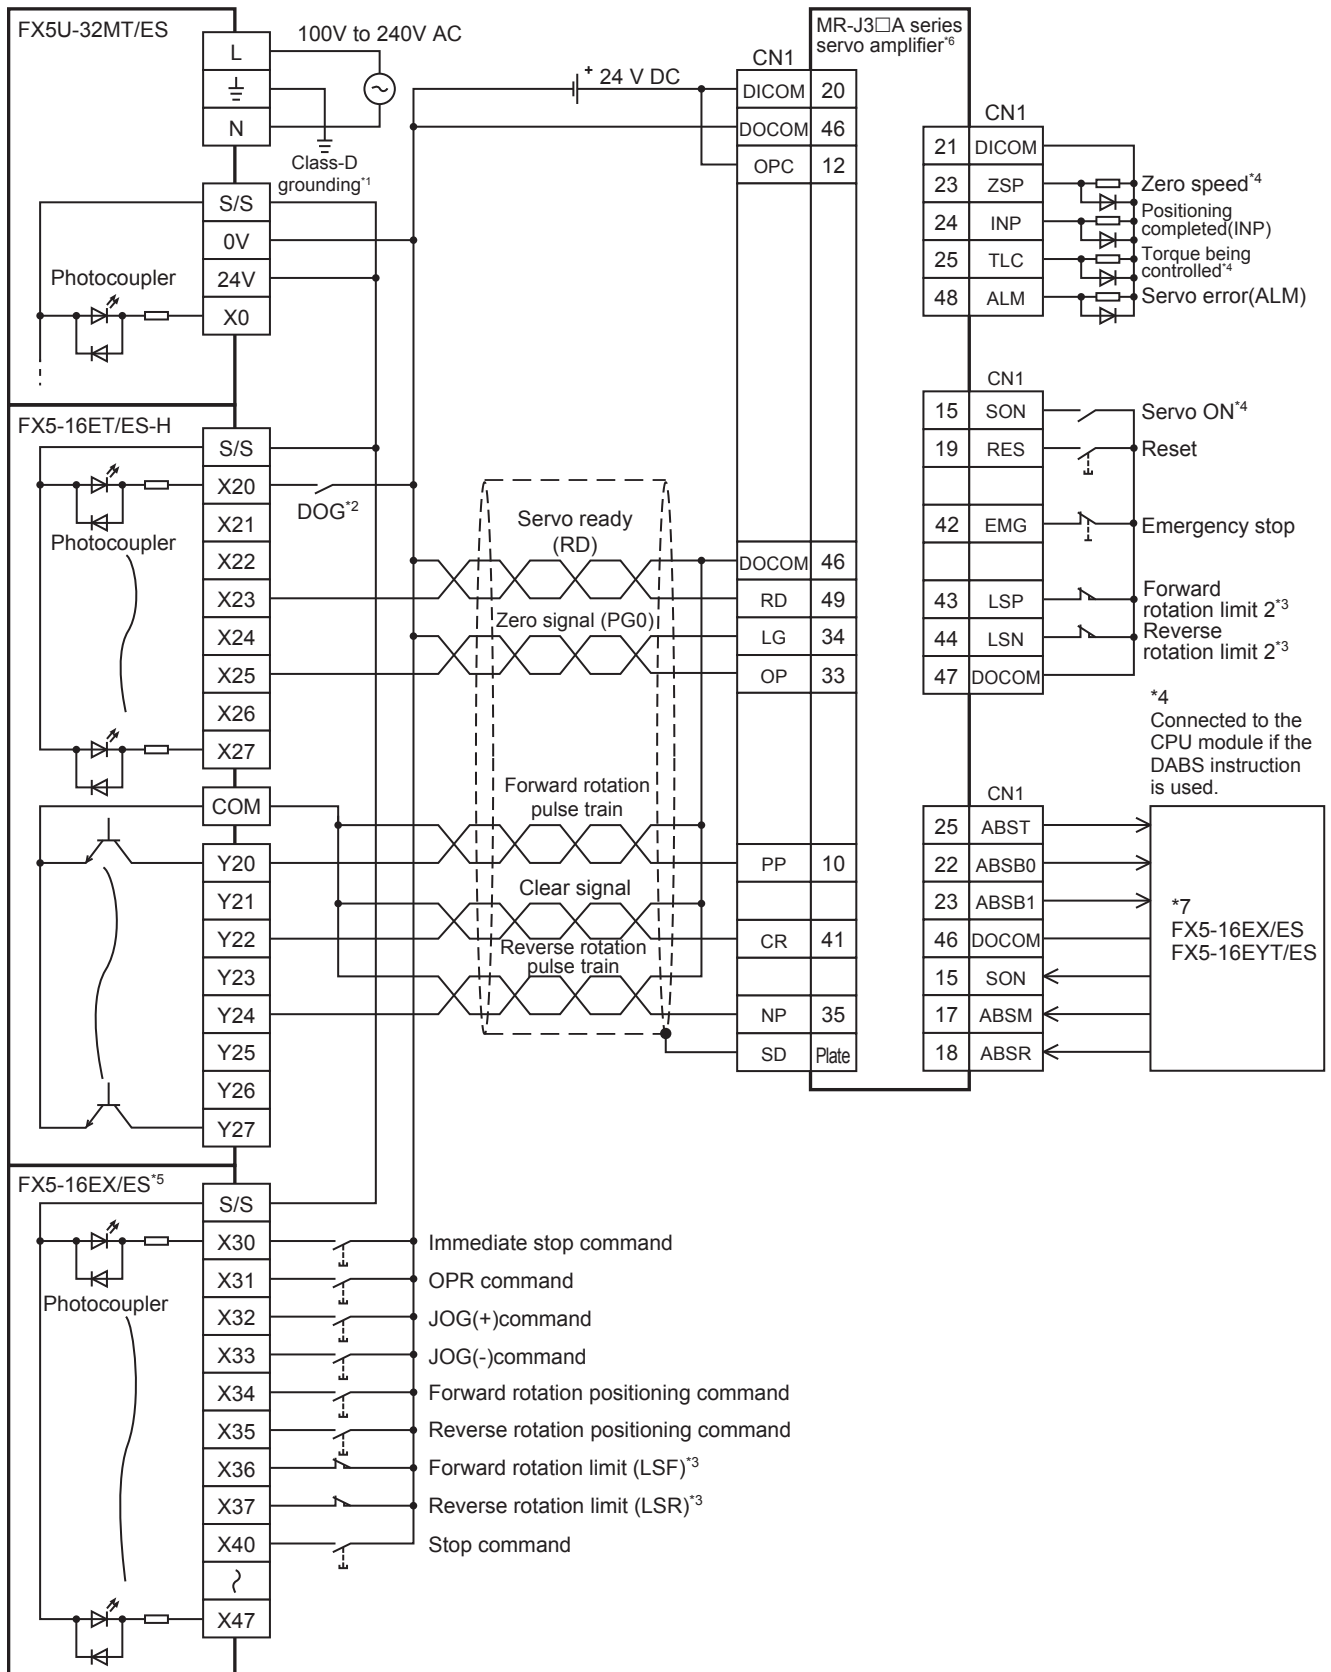 FX5U-32MT/ES
L
N
100V to 240V AC
Class-D
grounding*1
S/S
0V
24V
X0
Photocoupler
+ 24 V DC
FX5-16ET/ES-H
S/S
X20
X21
X22
X23
X24
X25
X26
X27
Photocoupler
DOG*2
COM
Y20
Y21
Y22
Y23
Y24
Y25
Y26
Y27
Servo ready
(RD)
Zero signal (PG0)
Forward rotation
pulse train
Clear signal
Reverse rotation
pulse train
FX5-16EX/ES*5
S/S
X30
X31
X32
X33
X34
X35
X36
X37
X40
X47
Photocoupler
Immediate stop command
OPR command
JOG(+)command
JOG(-)command
Forward rotation positioning command
Reverse rotation positioning command
Forward rotation limit (LSF)*3
Reverse rotation limit (LSR)*3
Stop command
MR-J3□A series
servo amplifier*6
CN1
DICOM 20
DOCOM 46
OPC 12
DOCOM 46
RD 49
LG 34
OP 33
PP 10
CR 41
NP 35
SD Plate
CN1
21 DICOM
23 ZSP Zero speed*4
24 INP Positioning
completed(INP)
25 TLC Torque being
controlled*4
48 ALM Servo error(ALM)
CN1
15 SON Servo ON*4
19 RES Reset
42 EMG Emergency stop
43 LSP Forward
rotation limit 2*3
44 LSN Reverse
rotation limit 2*3
47 DOCOM
*4
Connected to the
CPU module if the
DABS instruction
is used.
CN1
25 ABST
22 ABSB0
23 ABSB1
46 DOCOM
15 SON
17 ABSM
18 ABSR
*7
FX5-16EX/ES
FX5-16EYT/ES